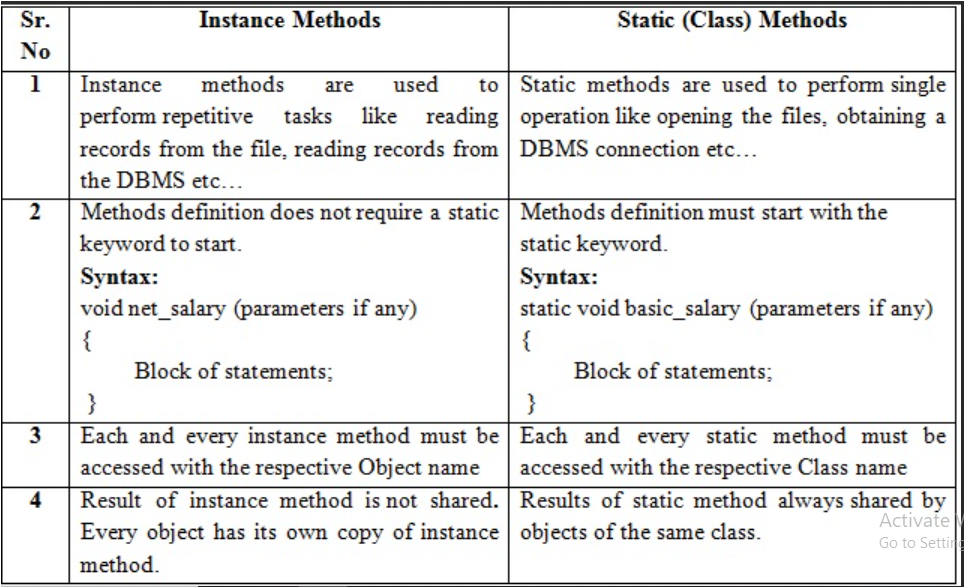 Sr. No
Instance Methods
Static (Class) Methods
1
Instance methods are used to
perform repetitive tasks like reading
records from the file, reading records from
the DBMS etc...
Static methods are used to perform single
operation like opening the files, obtaining a
DBMS connection etc...
2
Methods definition does not require a static
keyword to start.
Syntax:
void net_salary (parameters if any)
{
Block of statements;
}
Methods definition must start with the
static keyword.
Syntax:
static void basic_salary (parameters if any)
{
Block of statements;
}
3
Each and every instance method must be
accessed with the respective Object name
Each and every static method must be
accessed with the respective Class name
4
Result of instance method is not shared.
Every object has its own copy of instance
method.
Results of static method always shared by
objects of the same class.
Activate
Go to